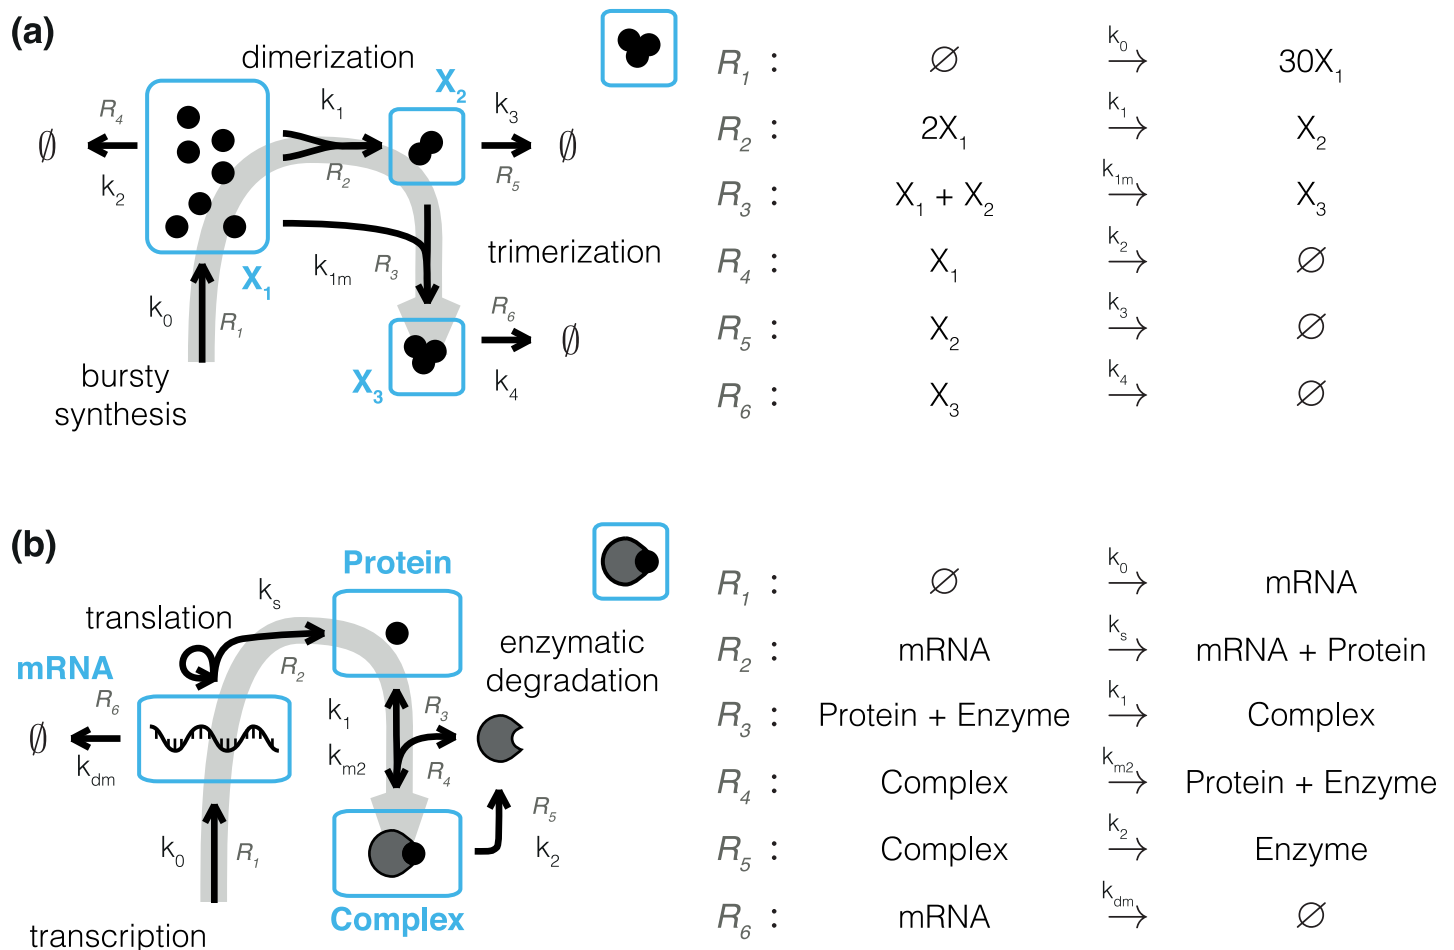 (a)
dimerization
X2
k1
k3
R4
∅
∅
R2
R5
k2
X1
k1m
R3
trimerization
k0
R1
R6
∅
X3
k4
bursty
synthesis
R1 : ∅ k0→ 30X1
R2 : 2X1 k1→ X2
R3 : X1 + X2 k1m→ X3
R4 : X1 k2→ ∅
R5 : X2 k3→ ∅
R6 : X3 k4→ ∅
(b)
Protein
ks
translation
mRNA
R2
enzymatic
degradation
R6
∅
kdm
k1
R3
km2
R4
R5
k0
R1
k2
Complex
transcription
R1 : ∅ k0→ mRNA
R2 : mRNA ks→ mRNA + Protein
R3 : Protein + Enzyme k1→ Complex
R4 : Complex km2→ Protein + Enzyme
R5 : Complex k2→ Enzyme
R6 : mRNA kdm→ ∅